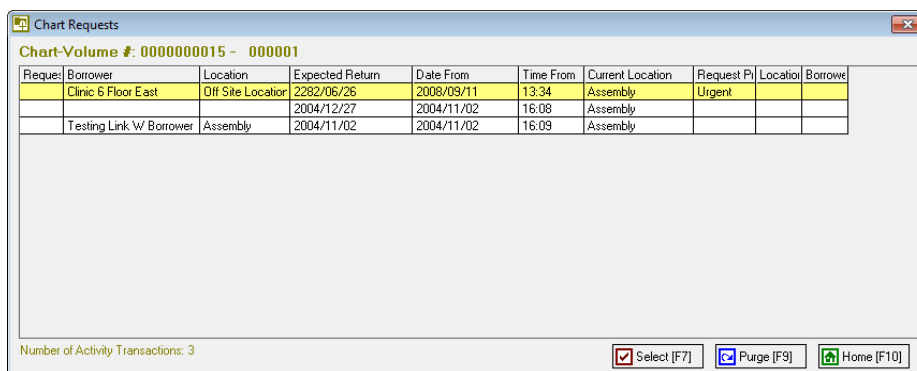 Chart Requests
Chart-Volume #: 0000000015 - 000001
Reques Borrower Location Expected Return Date From Time From Current Location Request Pr Location Borrowe
Clinic 6 Floor East Off Site Location 2282/06/26 2008/09/11 13:34 Assembly Urgent
2004/12/27 2004/11/02 16:08 Assembly
Testing Link W Borrower Assembly 2004/11/02 2004/11/02 16:09 Assembly
Number of Activity Transactions: 3
Select [F7] Purge [F9] Home [F10]